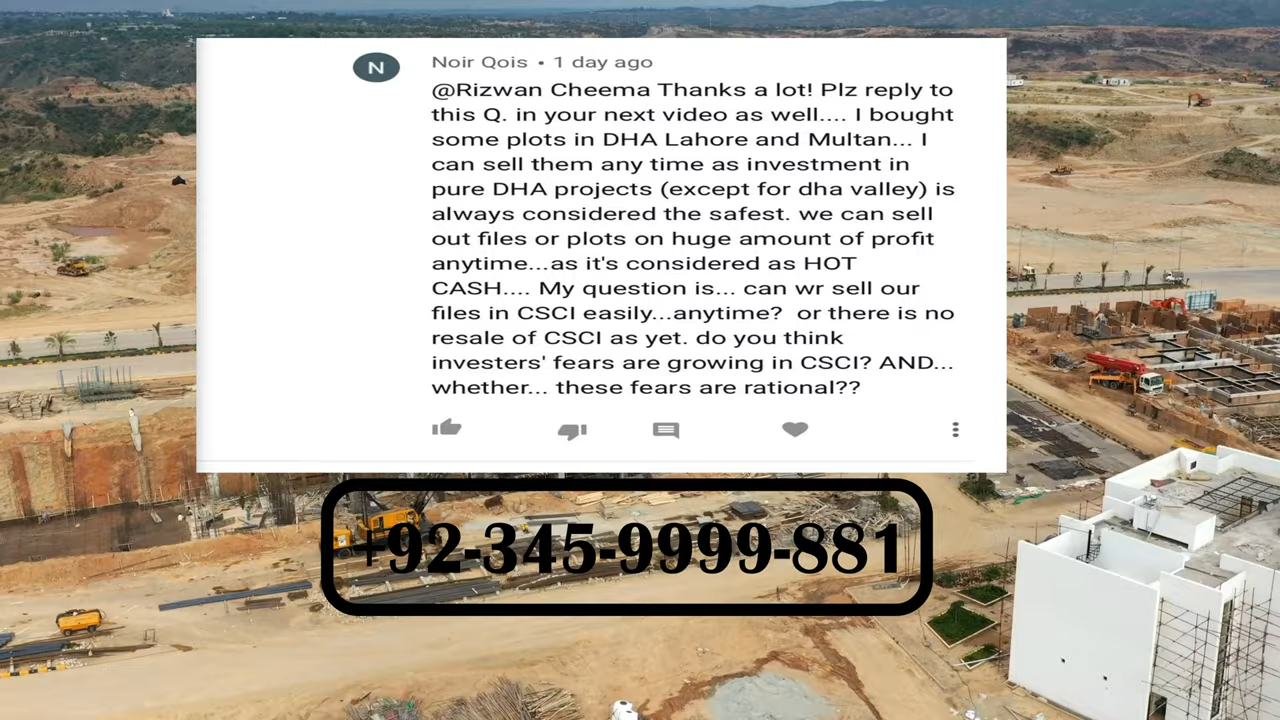 N
Noir Qois • 1 day ago
@Rizwan Cheema Thanks a lot! Plz reply to
this Q. in your next video as well.... I bought
some plots in DHA Lahore and Multan... I
can sell them any time as investment in
pure DHA projects (except for dha valley) is
always considered the safest. we can sell
out files or plots on huge amount of profit
anytime...as it's considered as HOT
CASH.... My question is... can wr sell our
files in CSCI easily...anytime?  or there is no
resale of CSCI as yet. do you think
investers' fears are growing in CSCI? AND...
whether... these fears are rational??
+92-345-9999-881